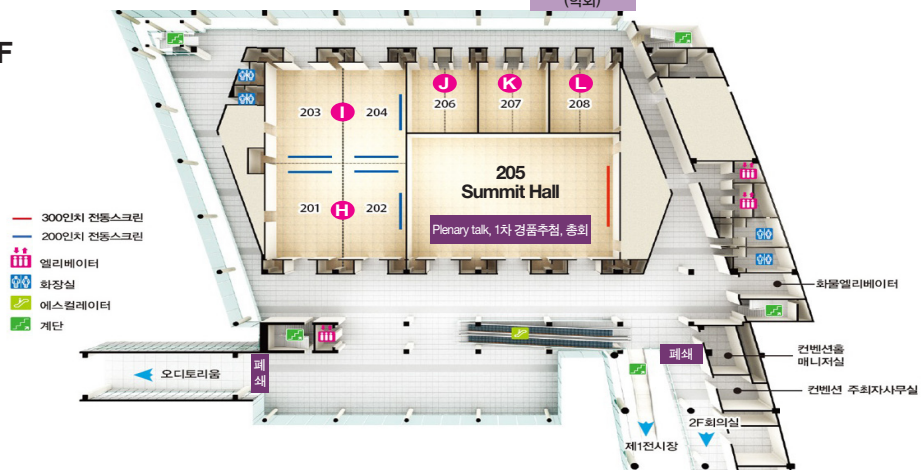 (학회)
F
J
K
L
203
I
204
206
207
208
205
Summit Hall
201
H
202
Plenary talk, 1차 경품추첨, 총회
300인치 전동스크린
200인치 전동스크린
엘리베이터
화장실
에스컬레이터
계단
화물엘리베이터
오디토리움
폐
쇄
폐쇄
컨벤션홀
매니저실
컨벤션 주최자사무실
2F회의실
제1전시장